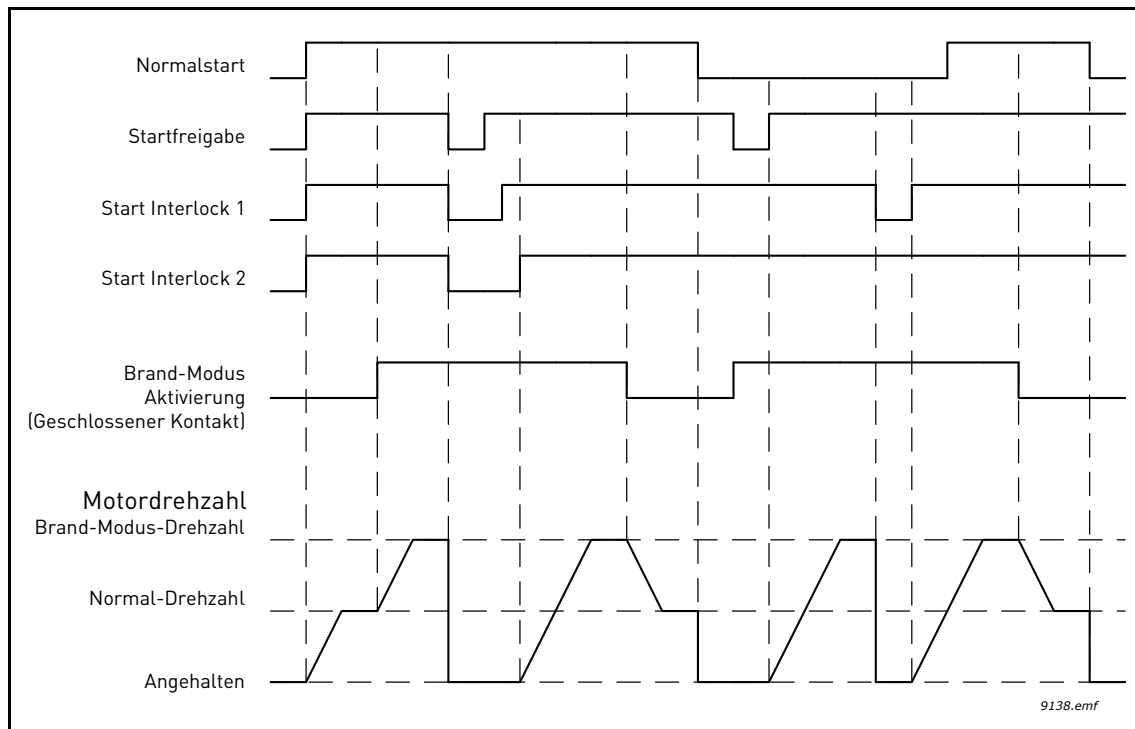 Normalstart
Startfreigabe
Start Interlock 1
Start Interlock 2
Brand-Modus
Aktivierung
(Geschlossener Kontakt)
Motordrehzahl
Brand-Modus-Drehzahl
Normal-Drehzahl
Angehalten
9138.emf